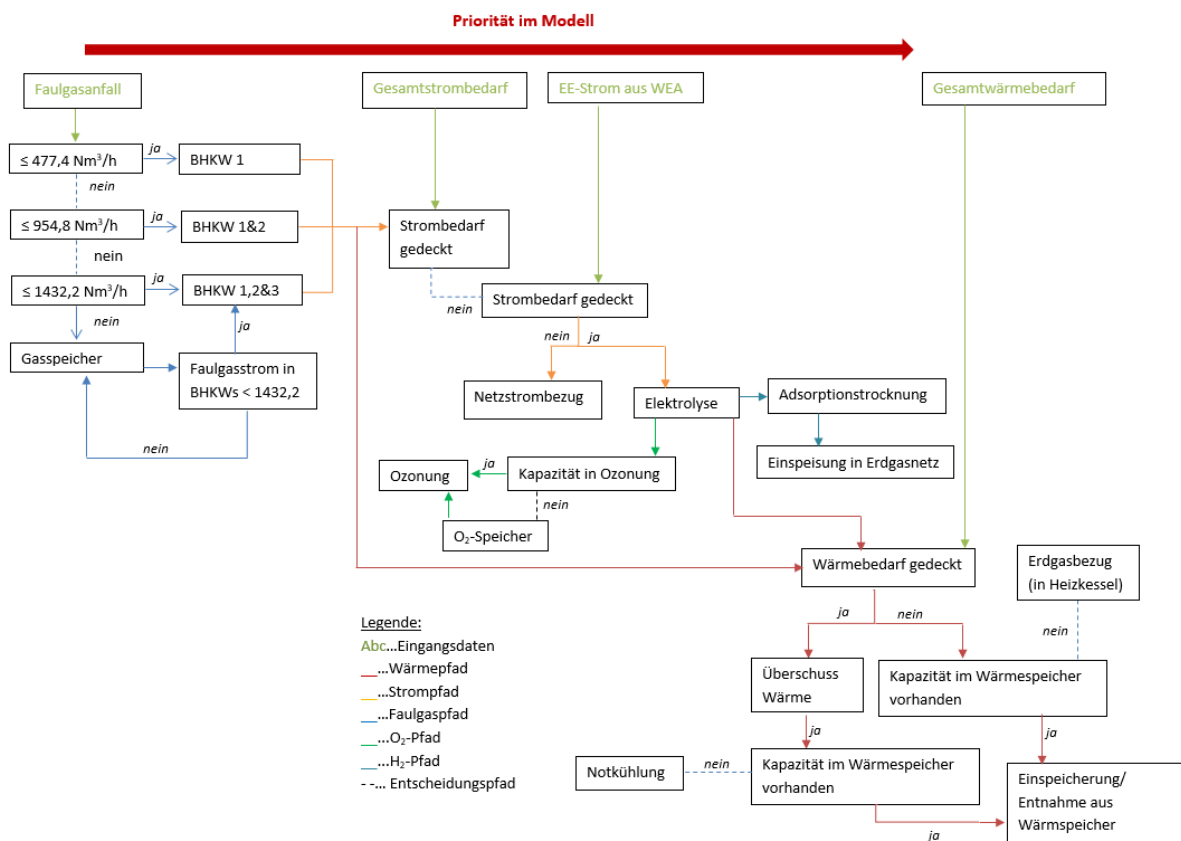 Priorität im Modell
Faulgasanfall
Gesamtstrombedarf
EE-Strom aus WEA
Gesamtwärmebedarf
≤ 477,4 Nm³/h
ja
BHKW 1
nein
≤ 954,8 Nm³/h
ja
BHKW 1&2
Strombedarf
gedeckt
nein
≤ 1432,2 Nm³/h
ja
BHKW 1,2&3
nein
Strombedarf gedeckt
nein
ja
nein
ja
Gasspeicher
Faulgasstrom in
BHKWs < 1432,2
nein
Netzstrombezug
Elektrolyse
Adsorptionstrocknung
Einspeisung in Erdgasnetz
Ozonung
ja
Kapazität in Ozonung
nein
O₂-Speicher
Wärmebedarf gedeckt
Erdgasbezug
(in Heizkessel)
ja
nein
nein
Legende:
Abc...Eingangsdaten
__...Wärmepfad
__...Strompfad
__...Faulgaspfad
__...O₂-Pfad
__...H₂-Pfad
- -... Entscheidungspfad
Überschuss
Wärme
Kapazität im Wärmespeicher
vorhanden
ja
ja
Notkühlung
nein
Kapazität im Wärmespeicher
vorhanden
ja
Einspeicherung/
Entnahme aus
Wärmspeicher